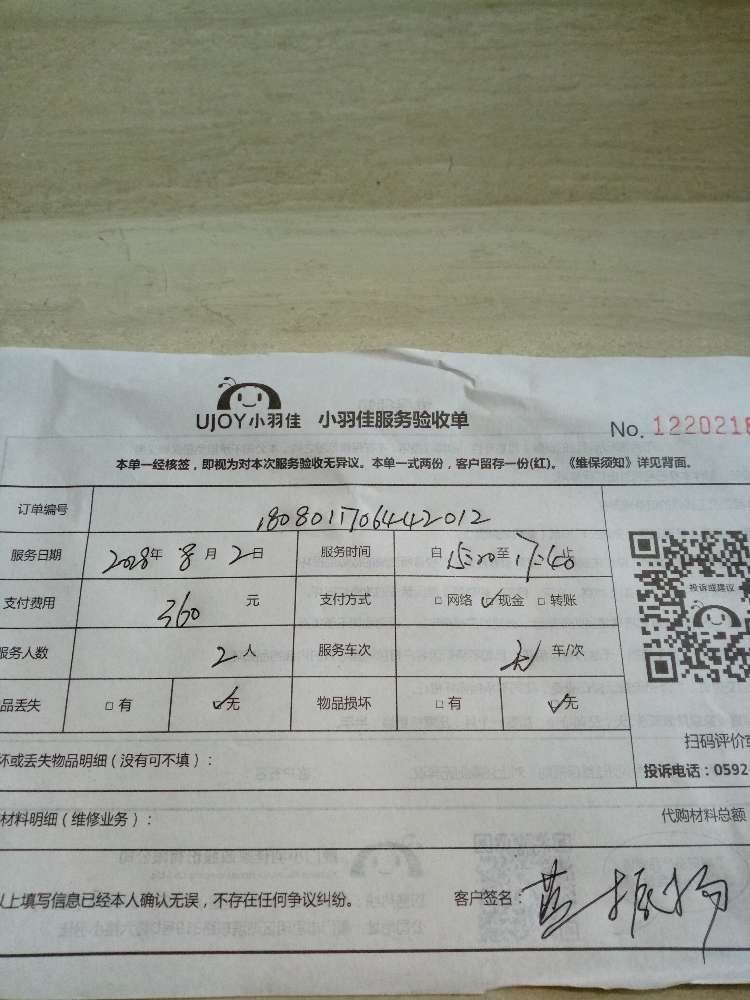 UJOY小羽佳 小羽佳服务验收单
No. 1220218
本单一经核签，即视为对本次服务验收无异议。本单一式两份，客户留存一份(红)。《维保须知》详见背面。
订单编号 18080117064442012
服务日期 2018年 8月 2日 服务时间 自 15:20 至 17:40 止
支付费用 360 元 支付方式 □网络 ☑现金 □转账
服务人数 2 人 服务车次 车/次
品丢失 □有 ☑无 物品损坏 □有 ☑无
投诉或建议
扫码评价或
坏或丢失物品明细（没有可不填）：
投诉电话：0592
材料明细（维修业务）： 代购材料总额
以上填写信息已经本人确认无误，不存在任何争议纠纷。 客户签名：蓝振扬